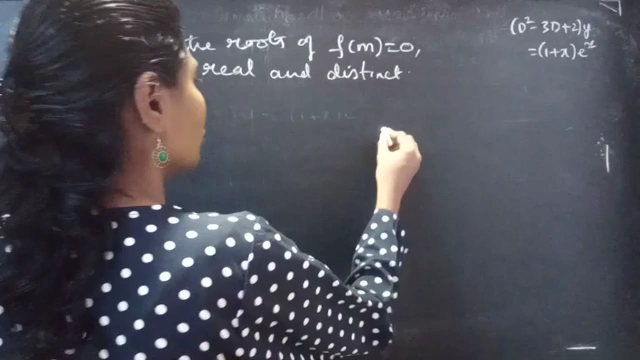 the roots of f(m)=0,
real and distinct.
(D²- 3D+2)y
=(1+x)e